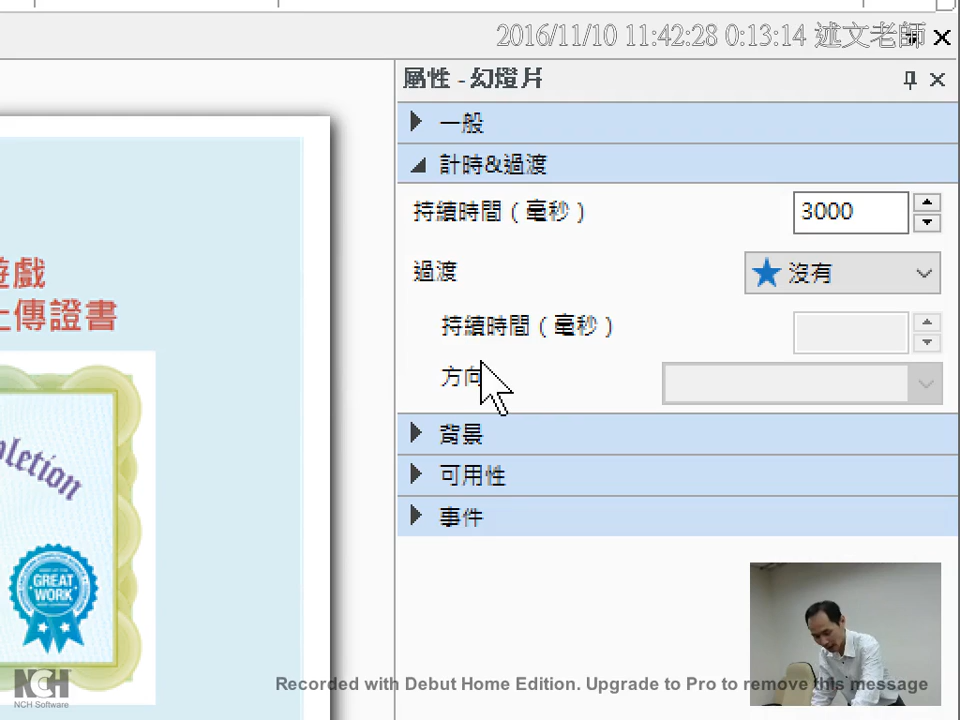 2016/11/10 11:42:28 0:13:14 述文老師
屬性 - 幻燈片
一般
計時&過渡
持續時間（毫秒） 3000
過渡 沒有
持續時間（毫秒）
方向
背景
可用性
事件
遊戲
上傳證書
pletion
GREAT
WORK
NCH
NCH Software
Recorded with Debut Home Edition. Upgrade to Pro to remove this message